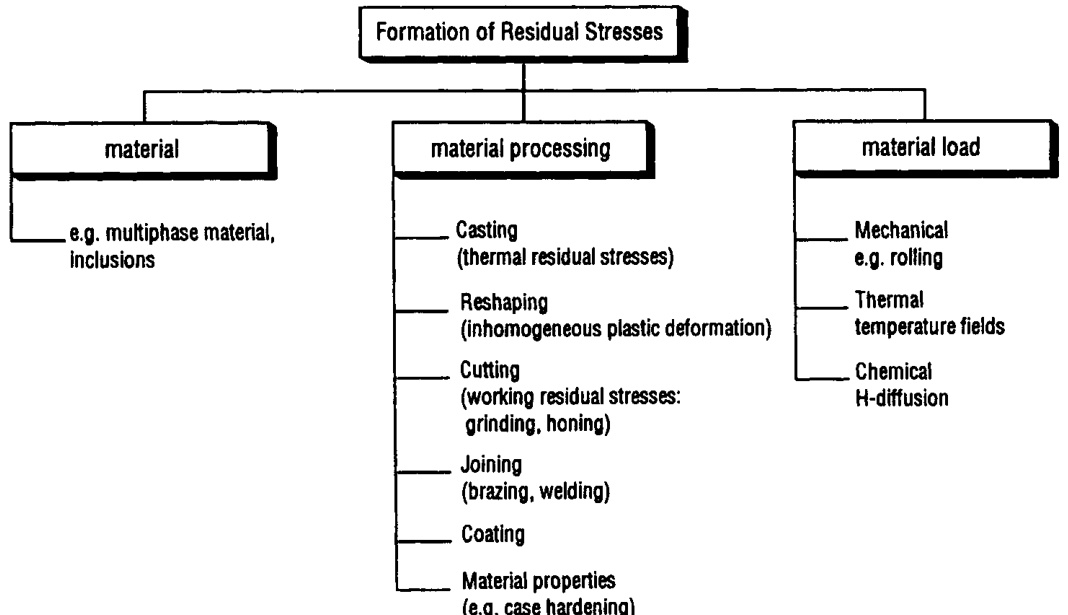 Formation of Residual Stresses
material
e.g. multiphase material,
inclusions
material processing
Casting
(thermal residual stresses)
Reshaping
(inhomogeneous plastic deformation)
Cutting
(working residual stresses:
grinding, honing)
Joining
(brazing, welding)
Coating
Material properties
(e.g. case hardening)
material load
Mechanical
e.g. rolling
Thermal
temperature fields
Chemical
H-diffusion